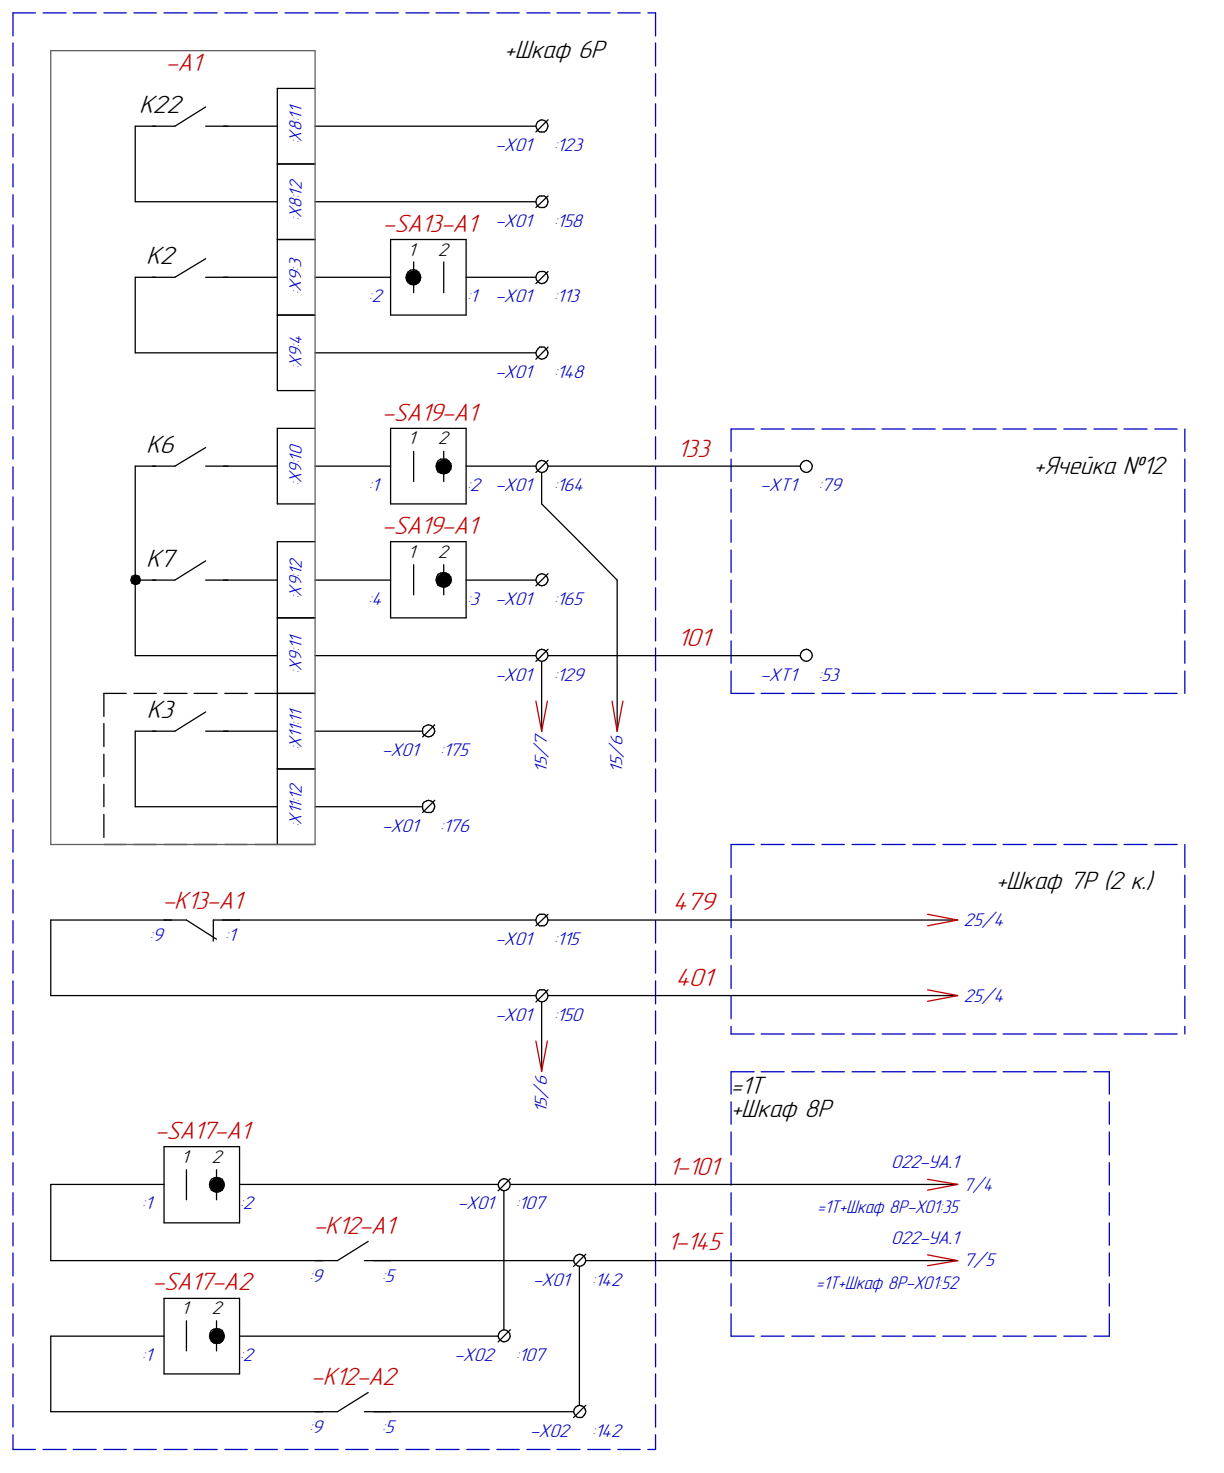 +Шкаф 6Р
-A1
K22
:X8:11
-X01 :123
:X8:12
-X01 :158
-SA13-A1
K2
:X9:3
1 2
:2 :1
-X01 :113
:X9:4
-X01 :148
-SA19-A1
K6
:X9:10
1 2
:1 :2
-X01 :164
133
-XT1 :79
+Ячейка №12
-SA19-A1
K7
:X9:12
1 2
:4 :3
-X01 :165
:X9:11
-X01 :129
101
-XT1 :53
K3
:X11:11
-X01 :175
15/7
15/6
:X11:12
-X01 :176
+Шкаф 7Р (2 к.)
-K13-A1
:9 :1
-X01 :115
479
25/4
401
25/4
-X01 :150
15/6
=1Т
+Шкаф 8Р
-SA17-A1
1 2
:1 :2
-X01 :107
1-101
О22-УА.1
7/4
=1Т+Шкаф 8Р-X01:35
-K12-A1
:9 :5
-X01 :142
1-145
О22-УА.1
7/5
=1Т+Шкаф 8Р-X01:52
-SA17-A2
1 2
:1 :2
-X02 :107
-K12-A2
:9 :5
-X02 :142